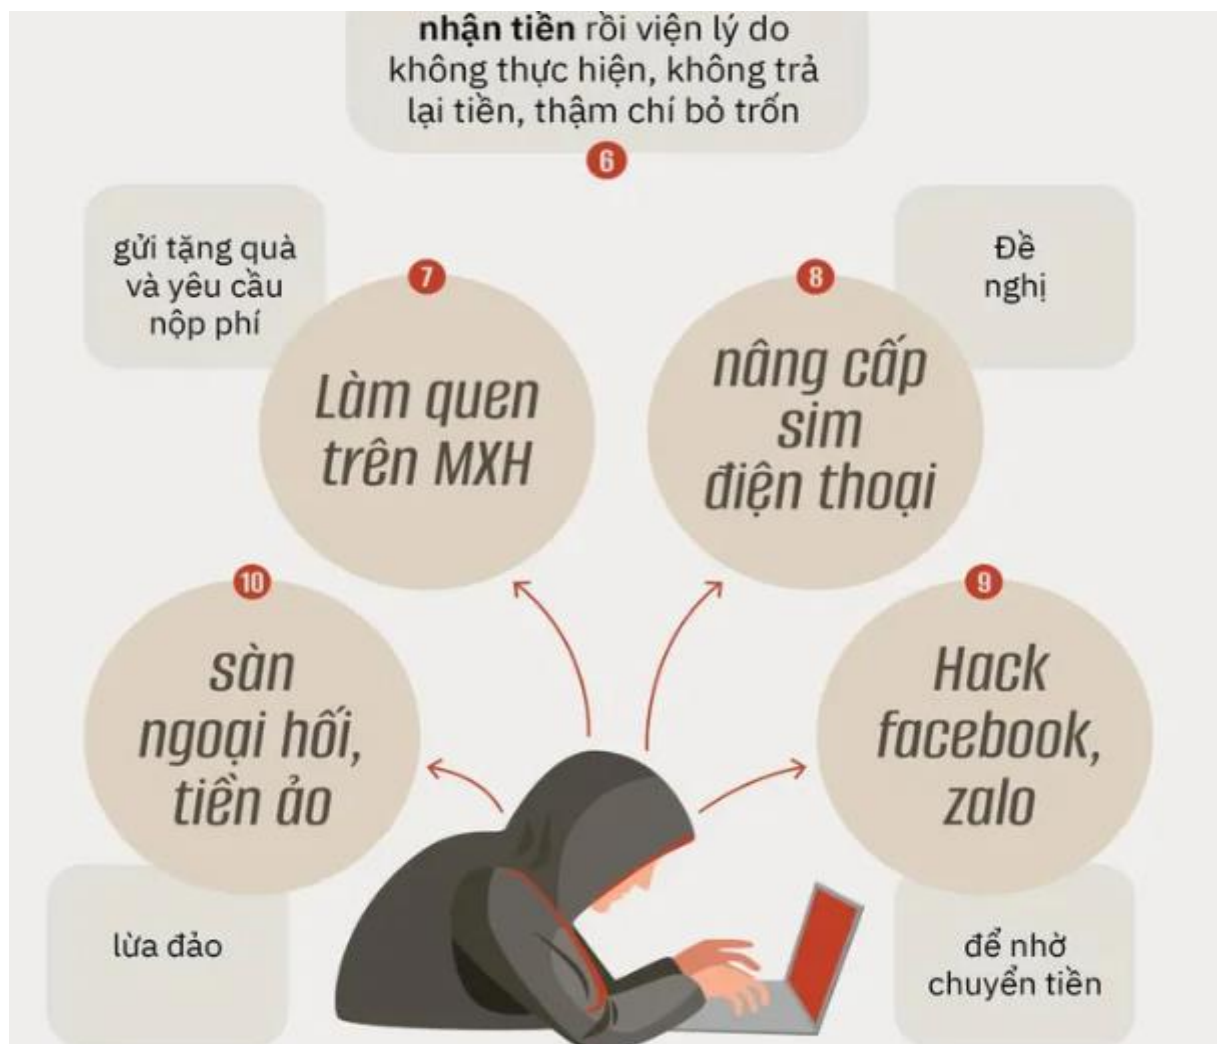 nhận tiền rồi viện lý do
không thực hiện, không trả
lại tiền, thậm chí bỏ trốn
6
7
Làm quen
trên MXH
gửi tặng quà
và yêu cầu
nộp phí
8
Đề
nghị
nâng cấp
sim
điện thoại
10
sàn
ngoại hối,
tiền ảo
lừa đảo
9
Hack
facebook,
zalo
để nhờ
chuyển tiền